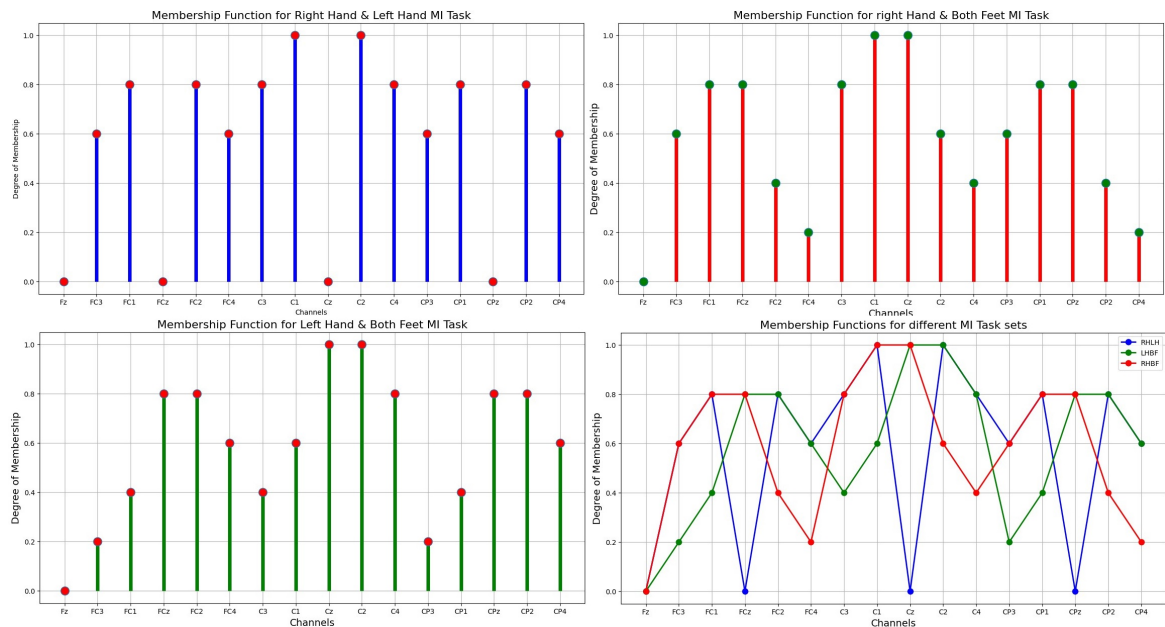 Membership Function for Right Hand & Left Hand MI Task
Degree of Membership
1.0
0.8
0.6
0.4
0.2
0.0
Fz FC3 FC1 FCz FC2 FC4 C3 C1 Cz C2 C4 CP3 CP1 CPz CP2 CP4
Channels
Membership Function for right Hand & Both Feet MI Task
Degree of Membership
1.0
0.8
0.6
0.4
0.2
0.0
Fz FC3 FC1 FCz FC2 FC4 C3 C1 Cz C2 C4 CP3 CP1 CPz CP2 CP4
Channels
Membership Function for Left Hand & Both Feet MI Task
Degree of Membership
1.0
0.8
0.6
0.4
0.2
0.0
Fz FC3 FC1 FCz FC2 FC4 C3 C1 Cz C2 C4 CP3 CP1 CPz CP2 CP4
Channels
Membership Functions for different MI Task sets
Degree of Membership
1.0
0.8
0.6
0.4
0.2
0.0
RHLH
LHBF
RHBF
Fz FC3 FC1 FCz FC2 FC4 C3 C1 Cz C2 C4 CP3 CP1 CPz CP2 CP4
Channels